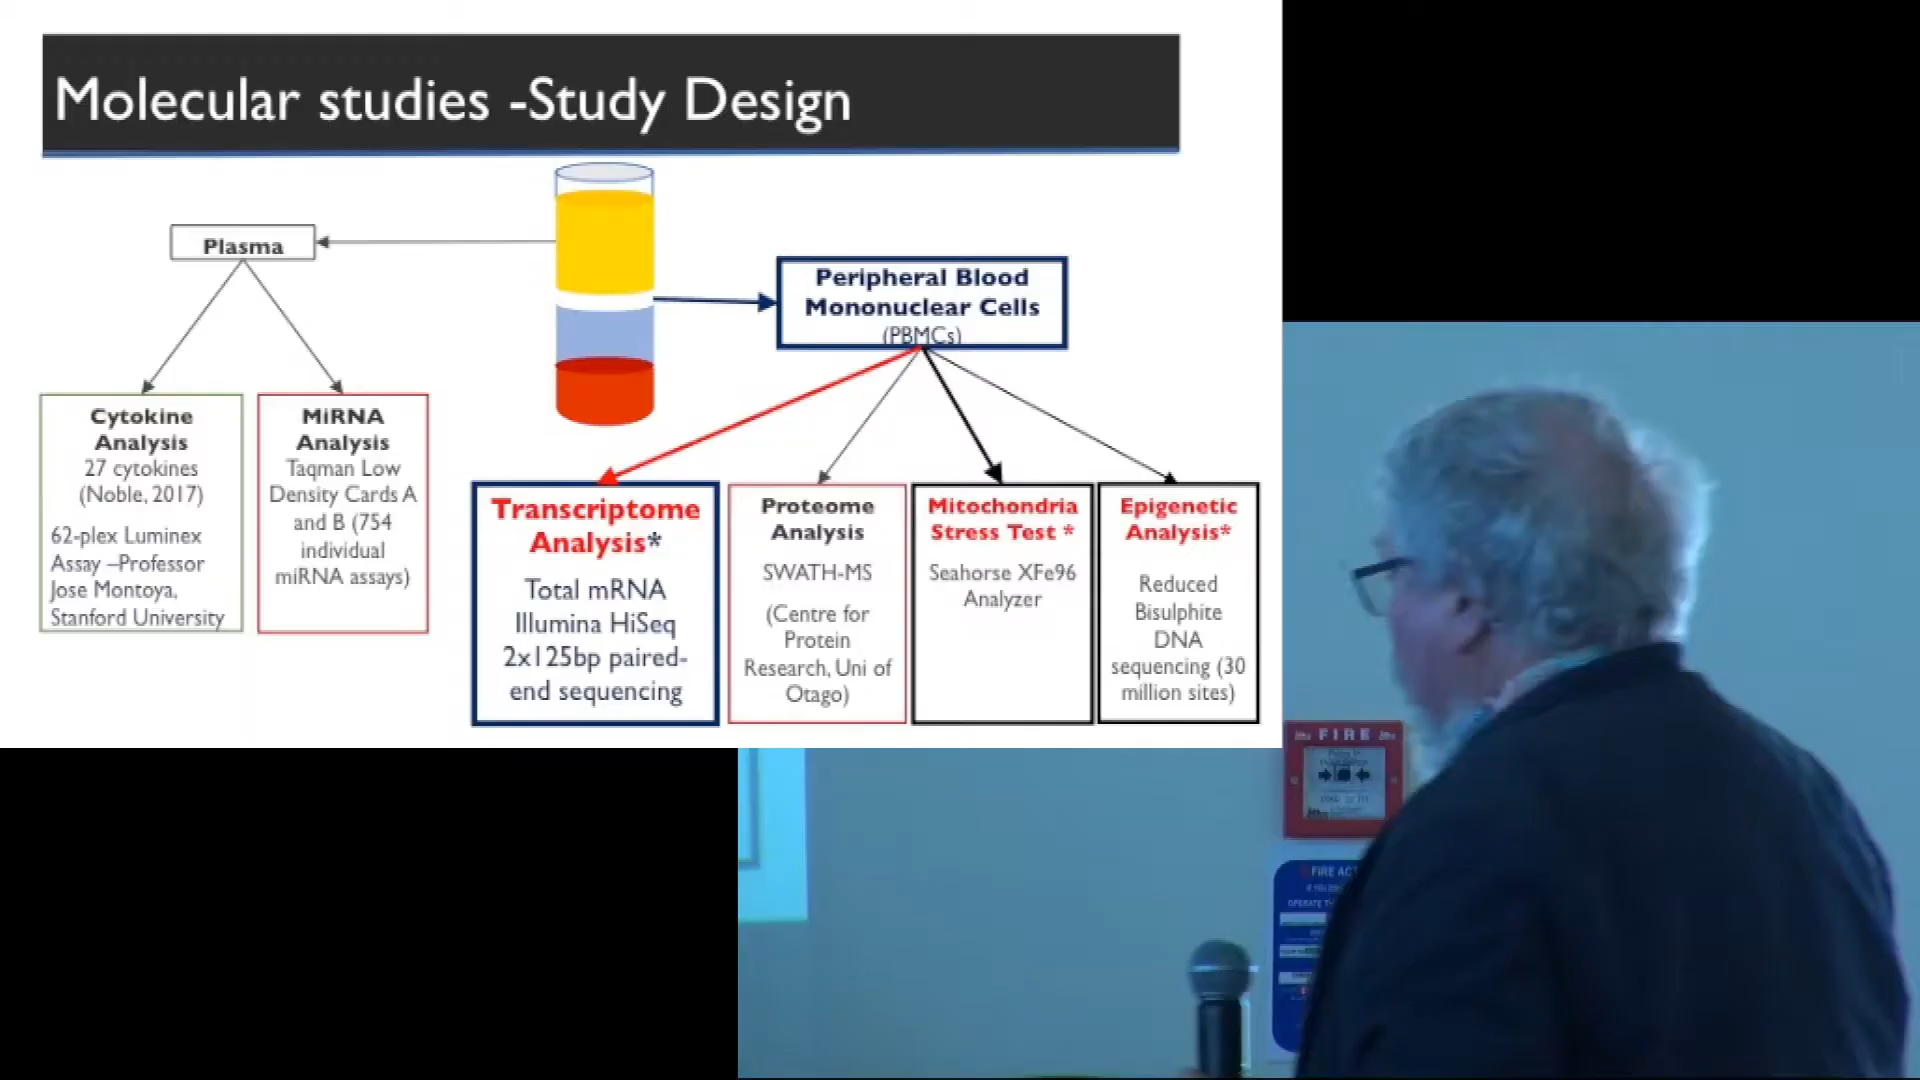 Molecular studies -Study Design
Plasma
Peripheral Blood
Mononuclear Cells
(PBMCs)
Cytokine
Analysis
27 cytokines
(Noble, 2017)
62-plex Luminex
Assay –Professor
Jose Montoya,
Stanford University
MiRNA
Analysis
Taqman Low
Density Cards A
and B (754
individual
miRNA assays)
Transcriptome
Analysis*
Total mRNA
Illumina HiSeq
2x125bp paired-
end sequencing
Proteome
Analysis
SWATH-MS
(Centre for
Protein
Research, Uni of
Otago)
Mitochondria
Stress Test *
Seahorse XFe96
Analyzer
Epigenetic
Analysis*
Reduced
Bisulphite
DNA
sequencing (30
million sites)
FIRE
FIRE ACT
OPERATE